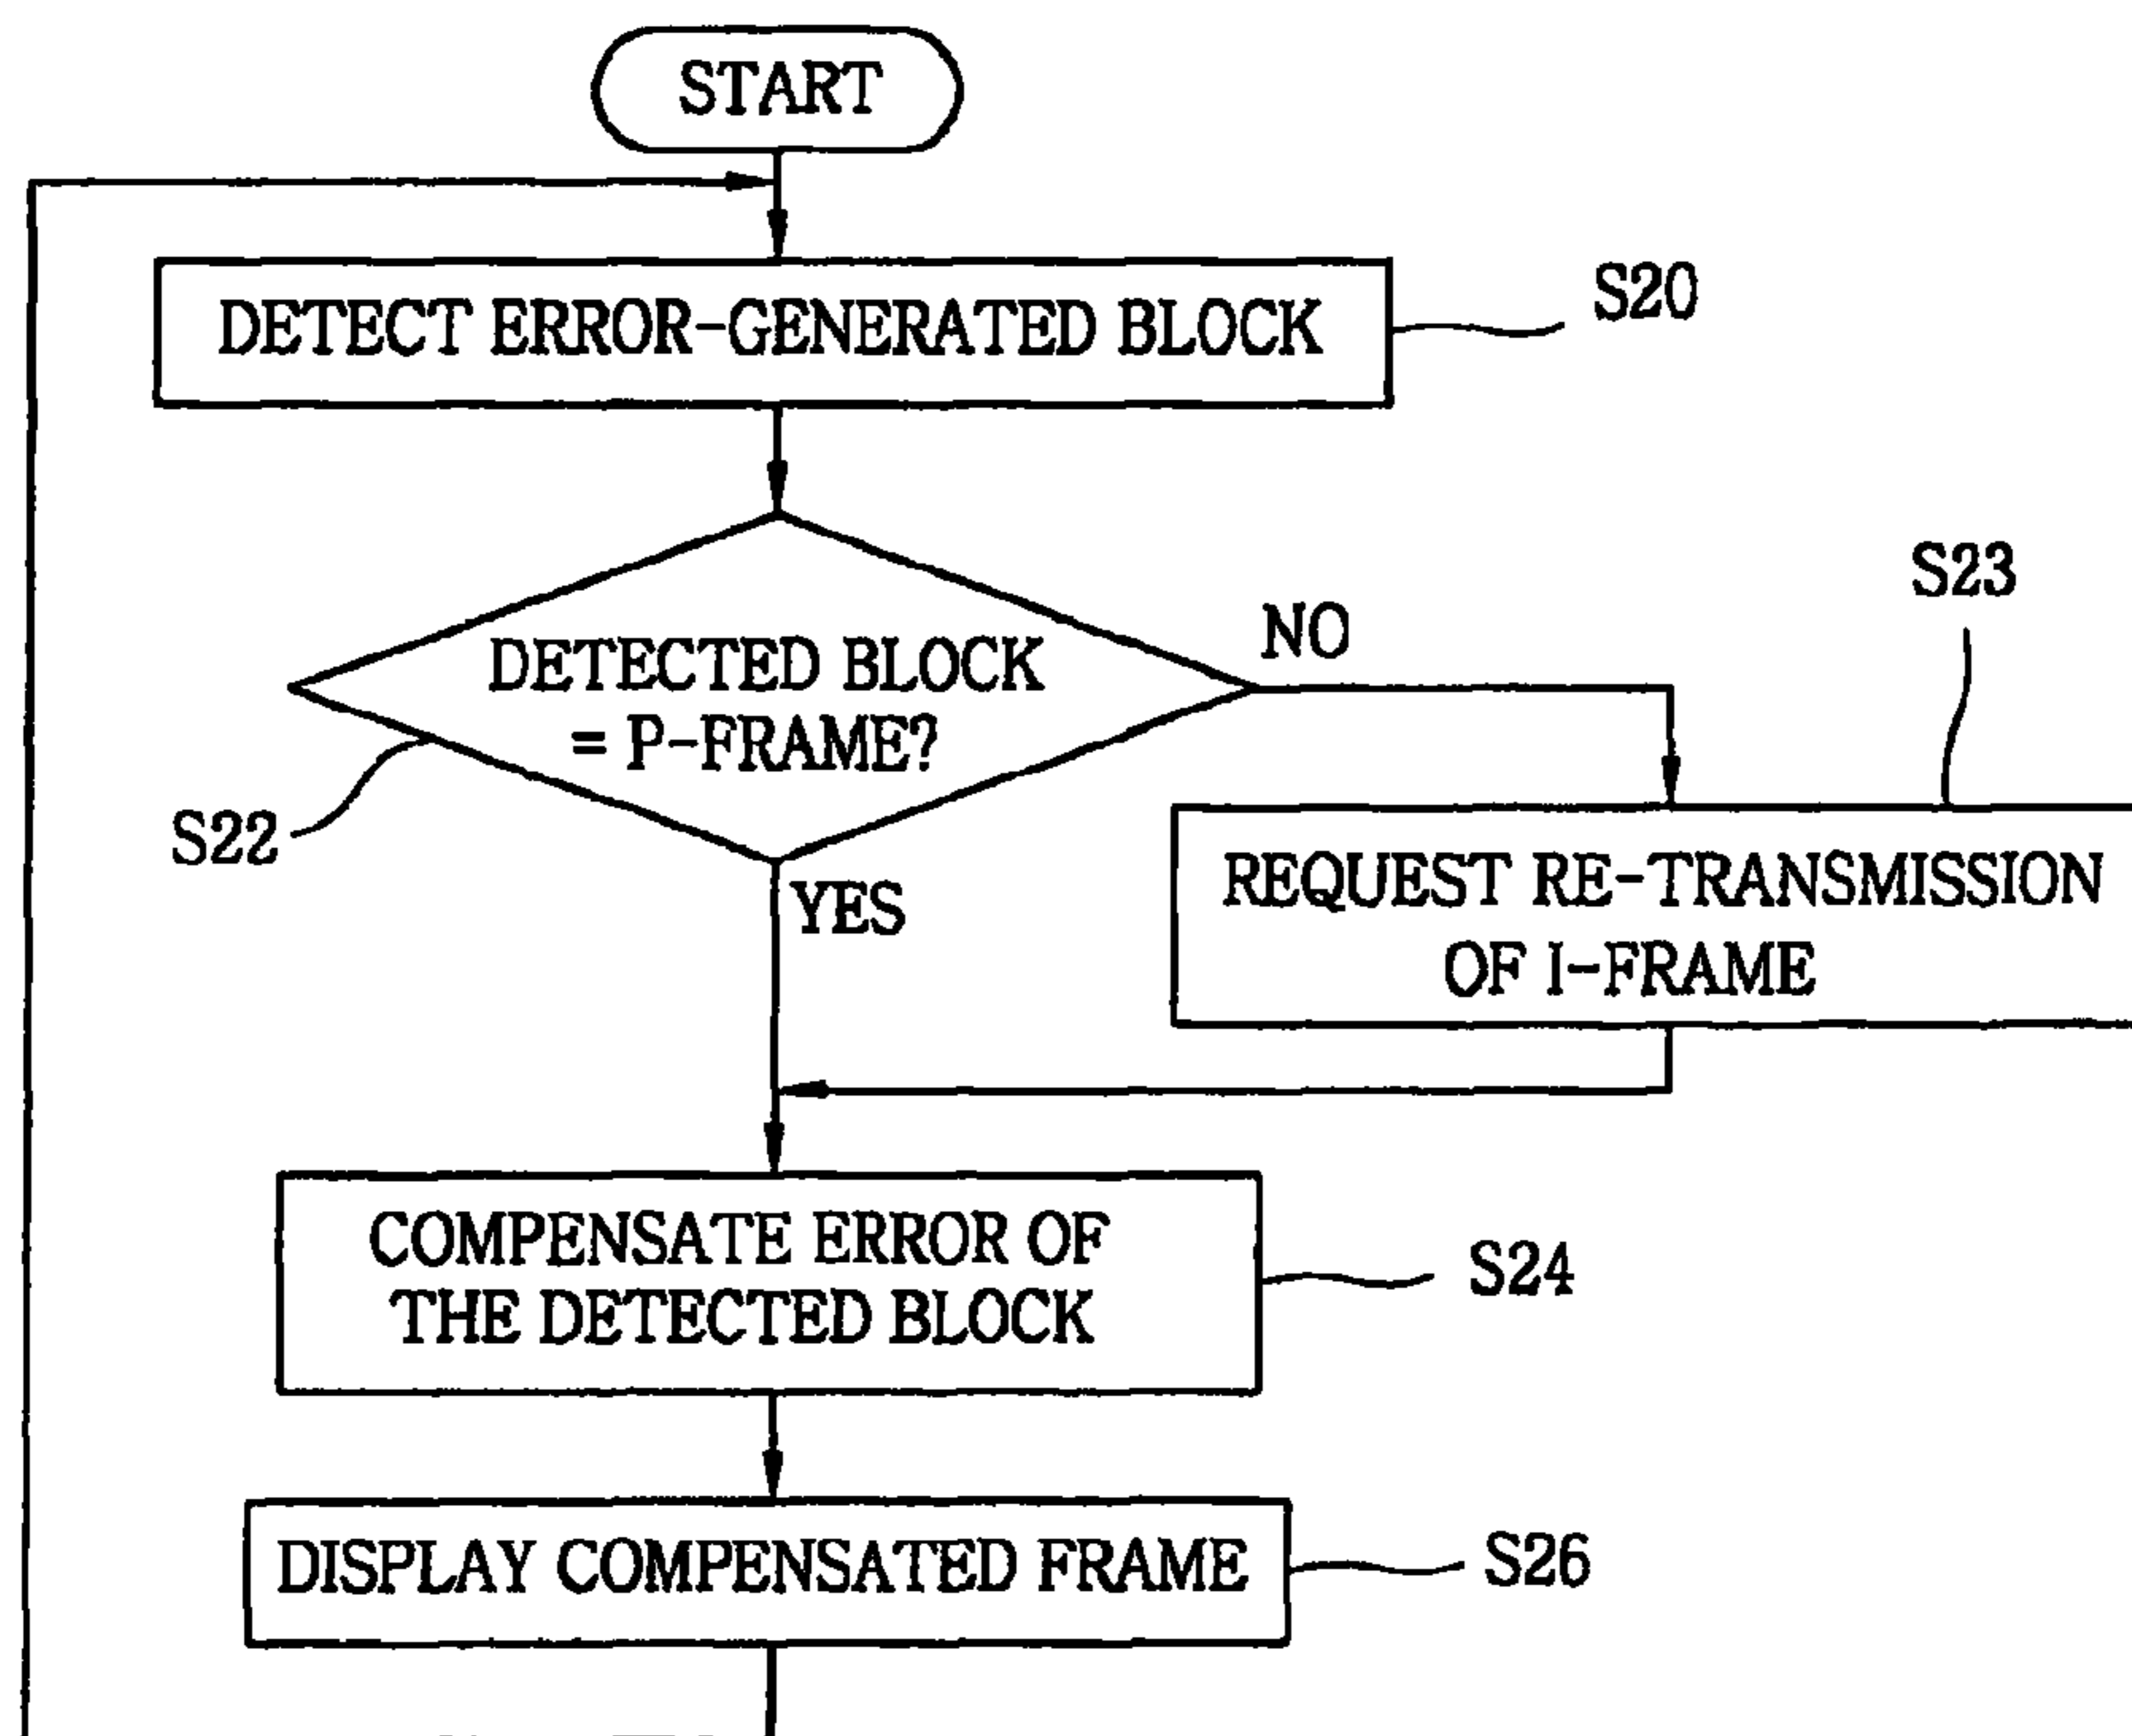 START
DETECT ERROR-GENERATED BLOCK
S20
DETECTED BLOCK
= P-FRAME?
NO
S22
YES
S23
REQUEST RE-TRANSMISSION
OF I-FRAME
COMPENSATE ERROR OF
THE DETECTED BLOCK
S24
DISPLAY COMPENSATED FRAME
S26